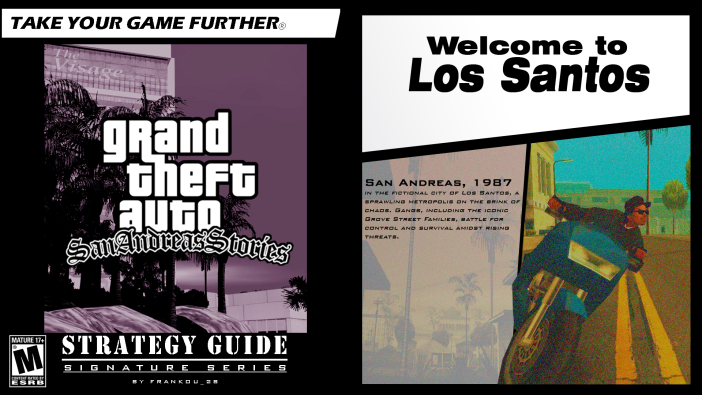 TAKE YOUR GAME FURTHER®
The
Visage
grand
theft
auto
San Andreas Stories
MATURE 17+
M
CONTENT RATED BY
ESRB
STRATEGY GUIDE
SIGNATURE SERIES
BY FRANKOU_28
Welcome to
Los Santos
San Andreas, 1987
in the fictional city of Los Santos, a
sprawling metropolis on the brink of
chaos. Gangs, including the iconic
Grove Street Families, battle for
control and survival amidst rising
threats.